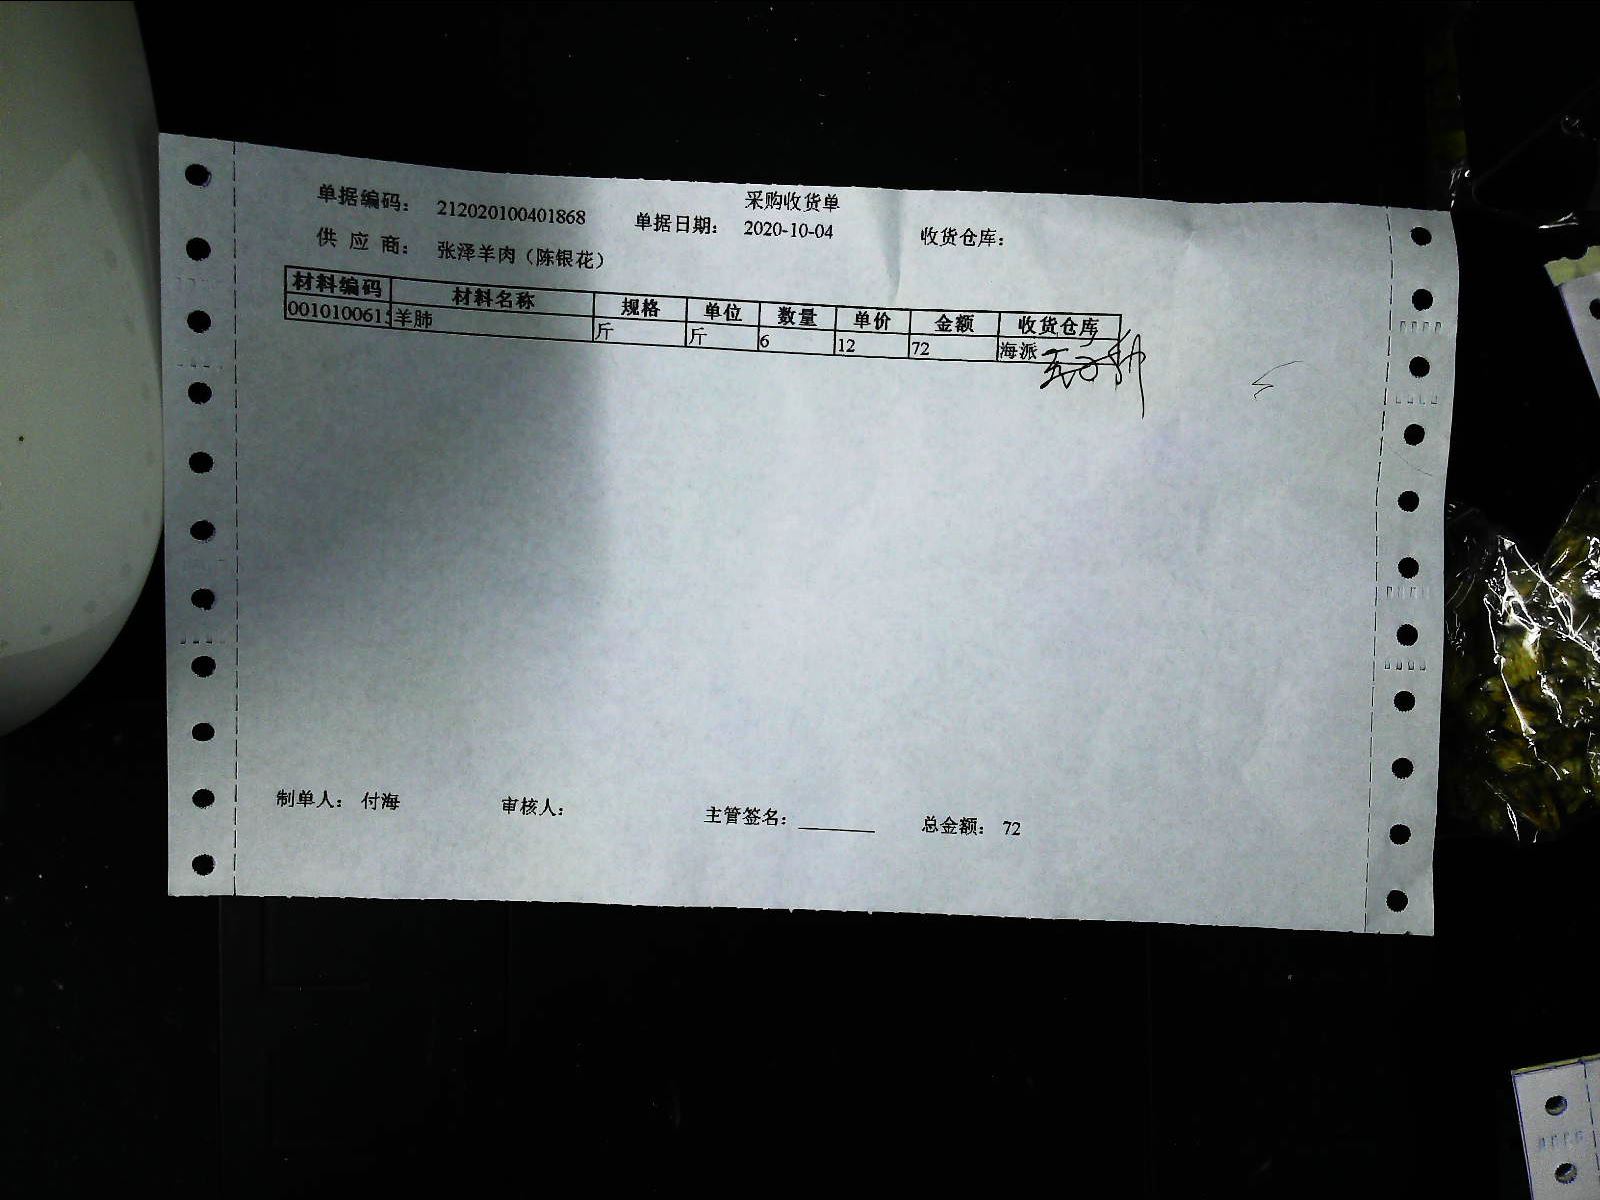 采购收货单
单据编码： 212020100401868 单据日期： 2020-10-04 收货仓库：
供 应 商： 张泽羊肉（陈银花）
材料编码 材料名称 规格 单位 数量 单价 金额 收货仓库
001010061 羊肺 斤 斤 6 12 72 海派
制单人： 付海 审核人： 主管签名： 总金额： 72